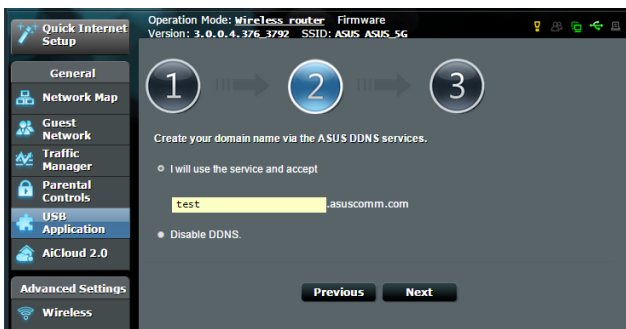 Quick Internet
Setup
Operation Mode: Wireless router Firmware
Version: 3.0.0.4.376_3792 SSID: ASUS ASUS_5G
General
Network Map
Guest
Network
Traffic
Manager
Parental
Controls
USB
Application
AiCloud 2.0
Advanced Settings
Wireless
1
2
3
Create your domain name via the ASUS DDNS services.
I will use the service and accept
test .asuscomm.com
Disable DDNS.
Previous Next